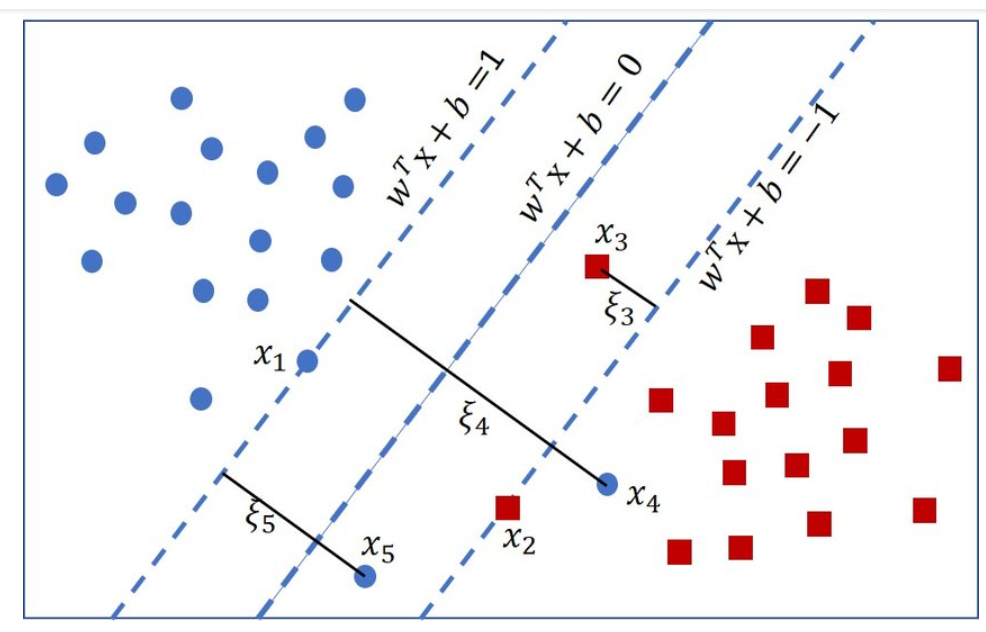 wᵀx + b =1
wᵀx + b = 0
wᵀx + b = −1
x₃
ξ₃
x₁
ξ₄
x₄
ξ₅
x₂
x₅